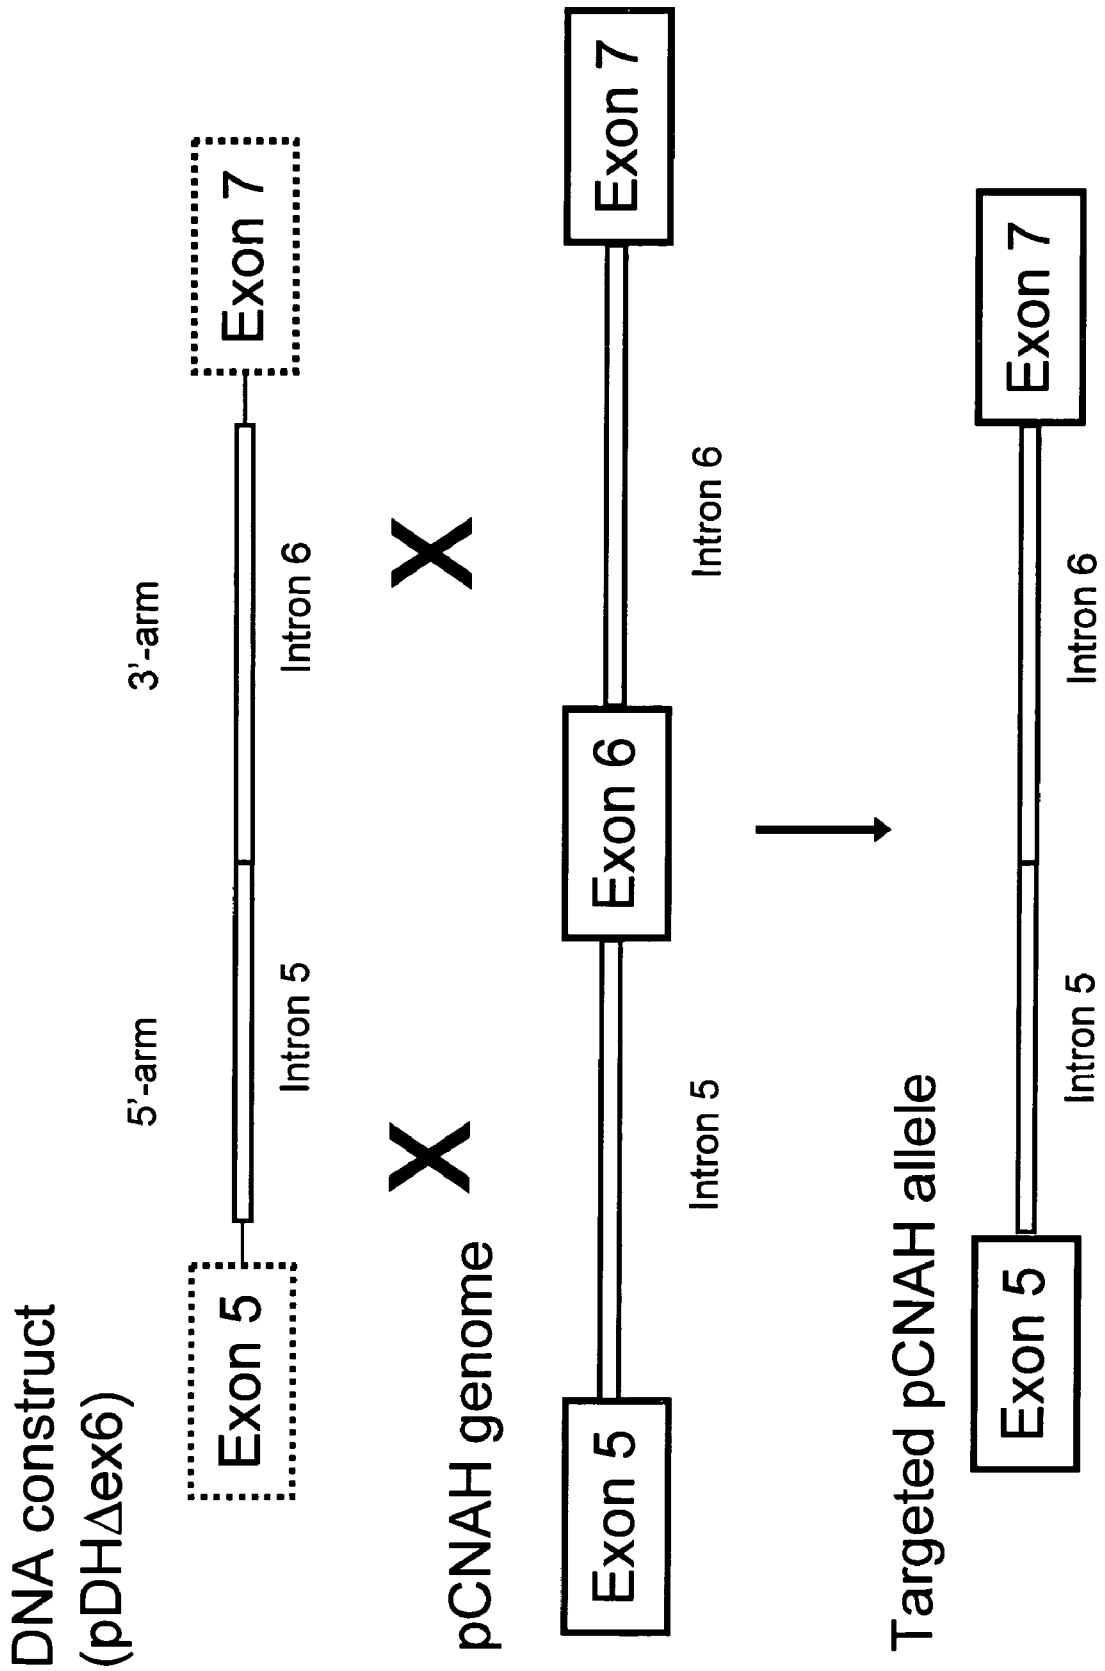 DNA construct
(pDHΔex6)
5'-arm 3'-arm
Exon 5 Exon 7
Intron 5 Intron 6
X X
pCNAH genome
Exon 5 Exon 6 Exon 7
Intron 5 Intron 6
Targeted pCNAH allele
Exon 5 Exon 7
Intron 5 Intron 6